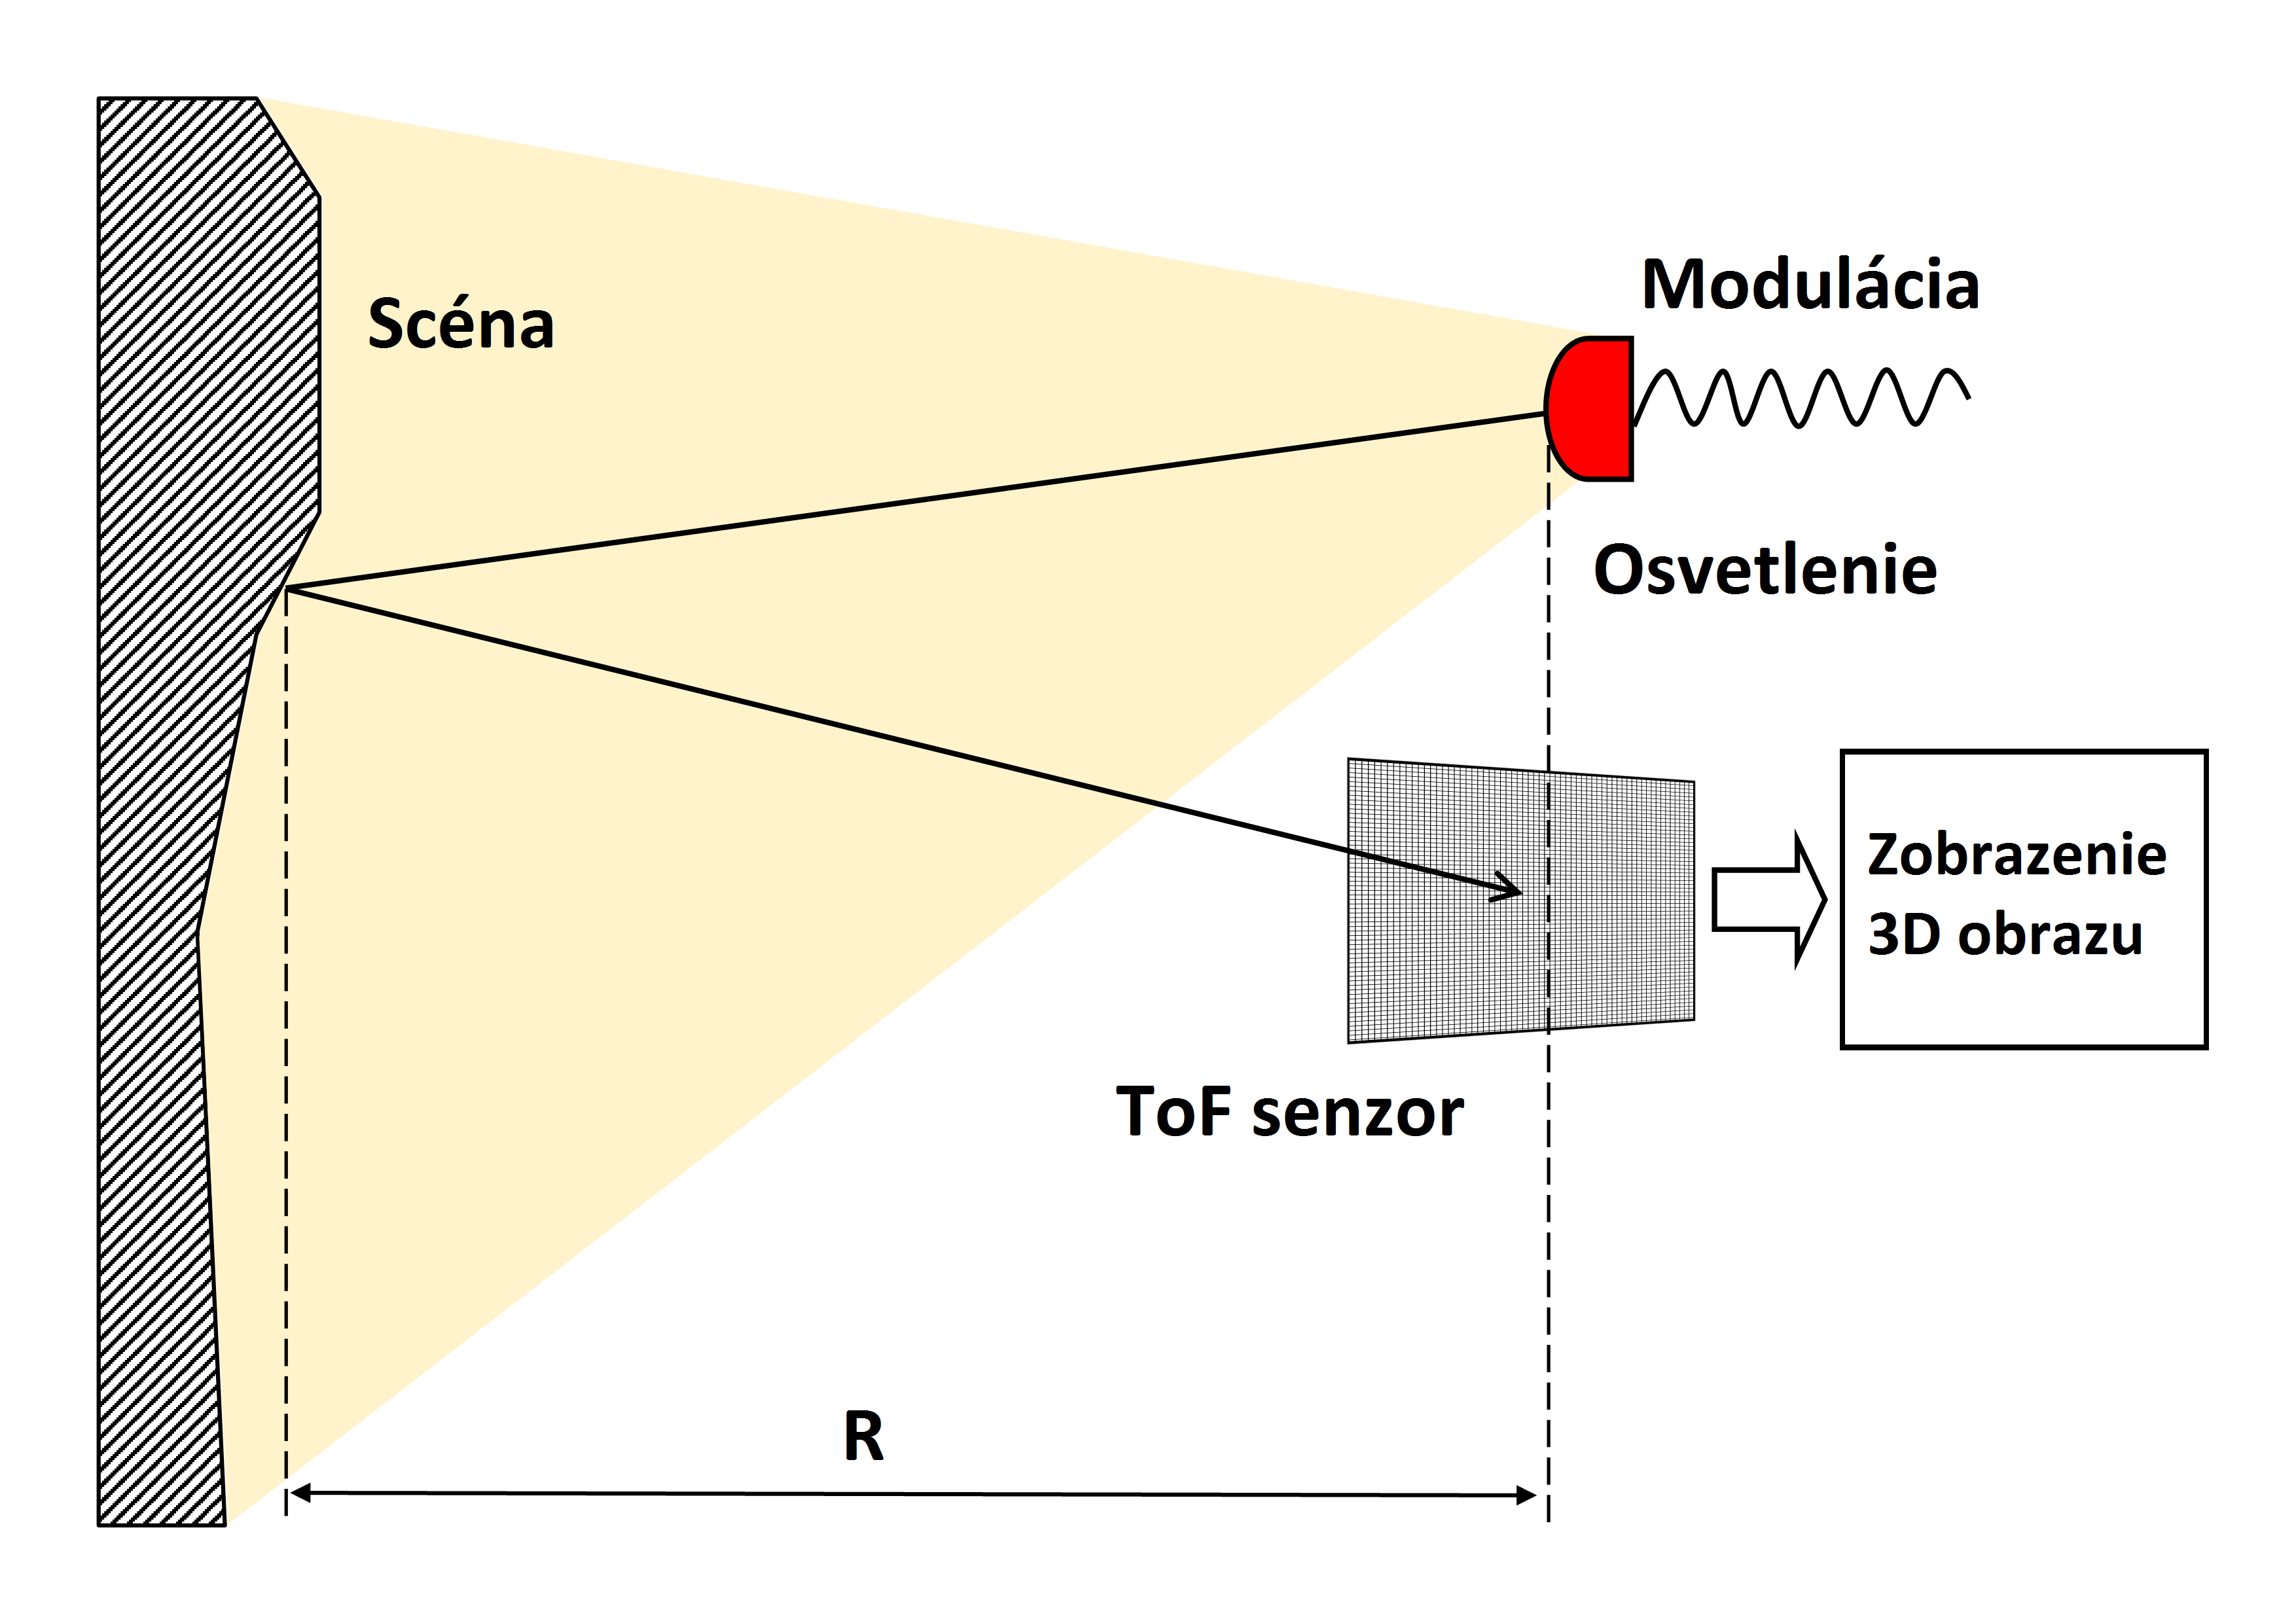 Modulácia
Scéna
Osvetlenie
Zobrazenie
3D obrazu
ToF senzor
R